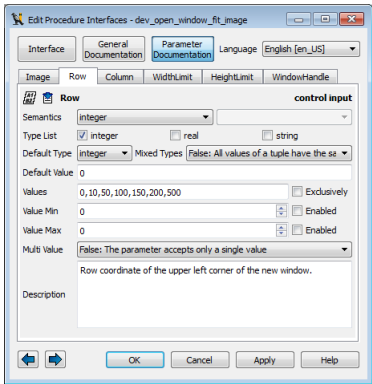 Edit Procedure Interfaces - dev_open_window_fit_image
Interface
General Documentation
Parameter Documentation
Language
English [en_US]
Image
Row
Column
WidthLimit
HeightLimit
WindowHandle
Row
control input
Semantics
integer
Type List
integer
real
string
Default Type
integer
Mixed Types
False: All values of a tuple have the sa
Default Value
0
Values
0,10,50,100,150,200,500
Exclusively
Value Min
0
Enabled
Value Max
0
Enabled
Multi Value
False: The parameter accepts only a single value
Description
Row coordinate of the upper left corner of the new window.
OK
Cancel
Apply
Help